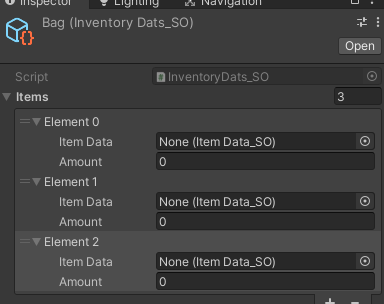 Inspector Lighting Navigation
Bag (Inventory Dats_SO)
Open
Script InventoryDats_SO
Items 3
Element 0
Item Data None (Item Data_SO)
Amount 0
Element 1
Item Data None (Item Data_SO)
Amount 0
Element 2
Item Data None (Item Data_SO)
Amount 0